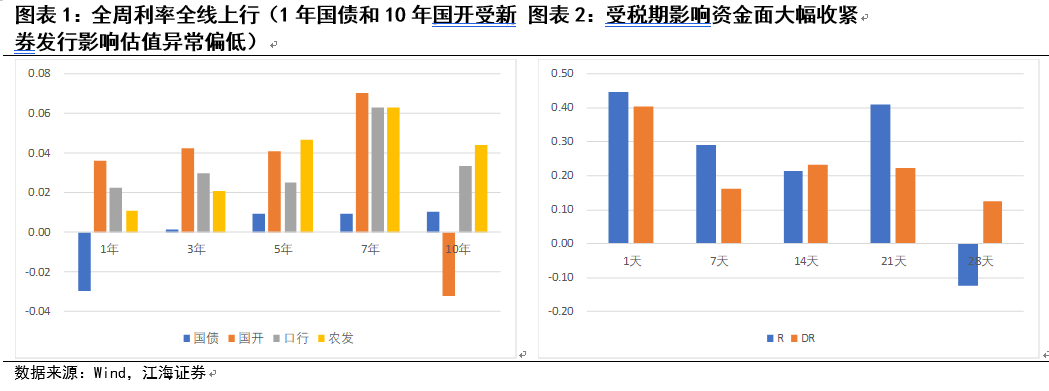 图表 1：全周利率全线上行（1 年国债和 10 年国开受新
券发行影响估值异常偏低）
图表 2：受税期影响资金面大幅收紧
0.08
0.06
0.04
0.02
0.00
-0.02
-0.04
1年 3年 5年 7年 10年
国债 国开 口行 农发
0.50
0.40
0.30
0.20
0.10
0.00
-0.10
-0.20
1天 7天 14天 21天 28天
R DR
数据来源：Wind，江海证券